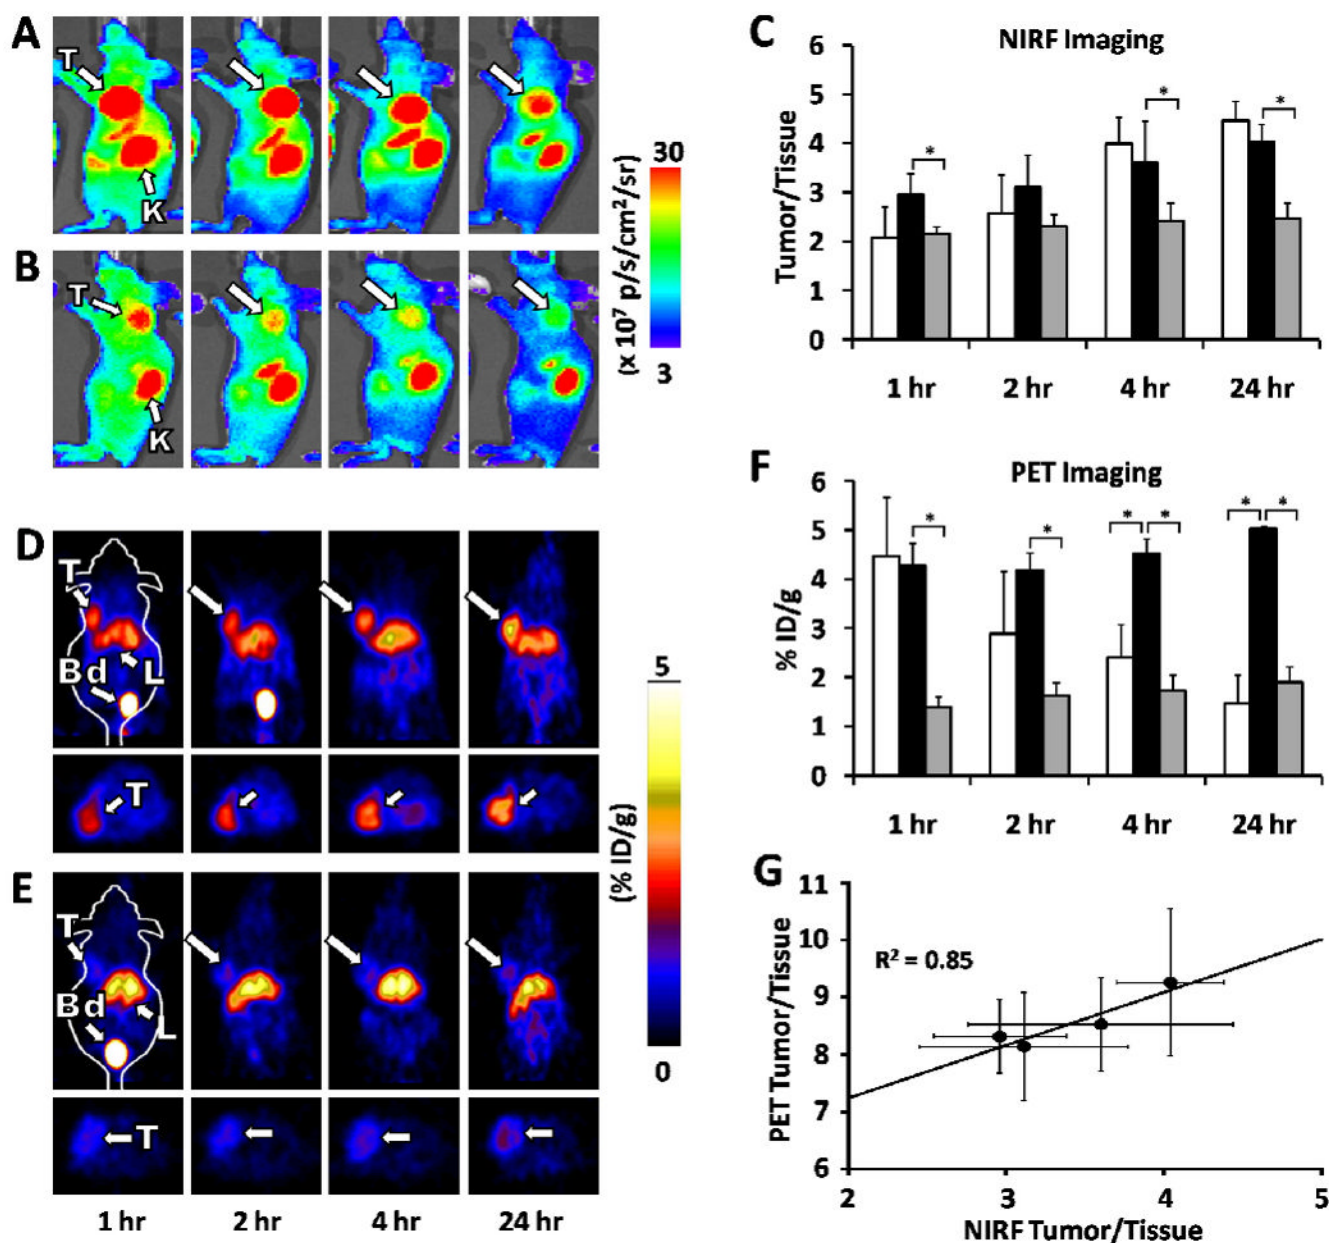 A
T
K
B
T
K
30
(x 10⁷ p/s/cm²/sr)
3
C
NIRF Imaging
Tumor/Tissue
6
5
4
3
2
1
0
*
*
*
1 hr 2 hr 4 hr 24 hr
D
T
Bd
L
T
E
T
Bd
L
T
5
(% ID/g)
0
1 hr 2 hr 4 hr 24 hr
F
PET Imaging
% ID/g
6
5
4
3
2
1
0
*
*
* *
* *
1 hr 2 hr 4 hr 24 hr
G
PET Tumor/Tissue
11
10
9
8
7
6
R² = 0.85
2 3 4 5
NIRF Tumor/Tissue